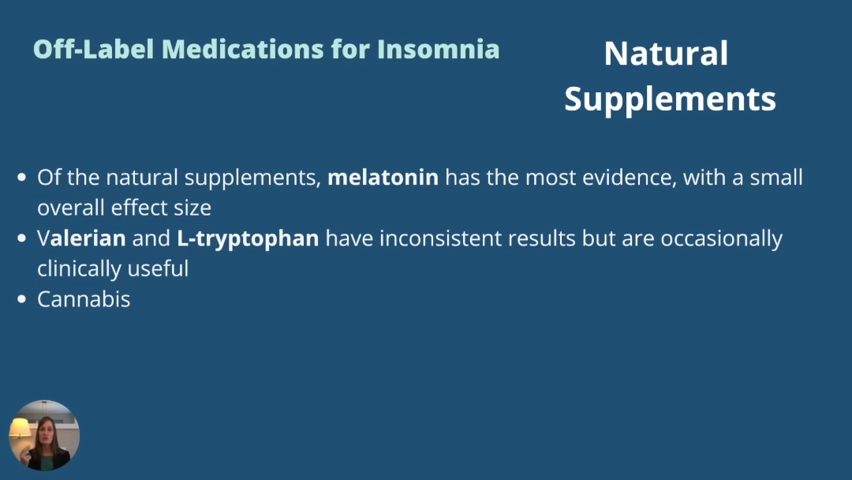 Off-Label Medications for Insomnia
Natural
Supplements
• Of the natural supplements, melatonin has the most evidence, with a small
overall effect size
• Valerian and L-tryptophan have inconsistent results but are occasionally
clinically useful
• Cannabis